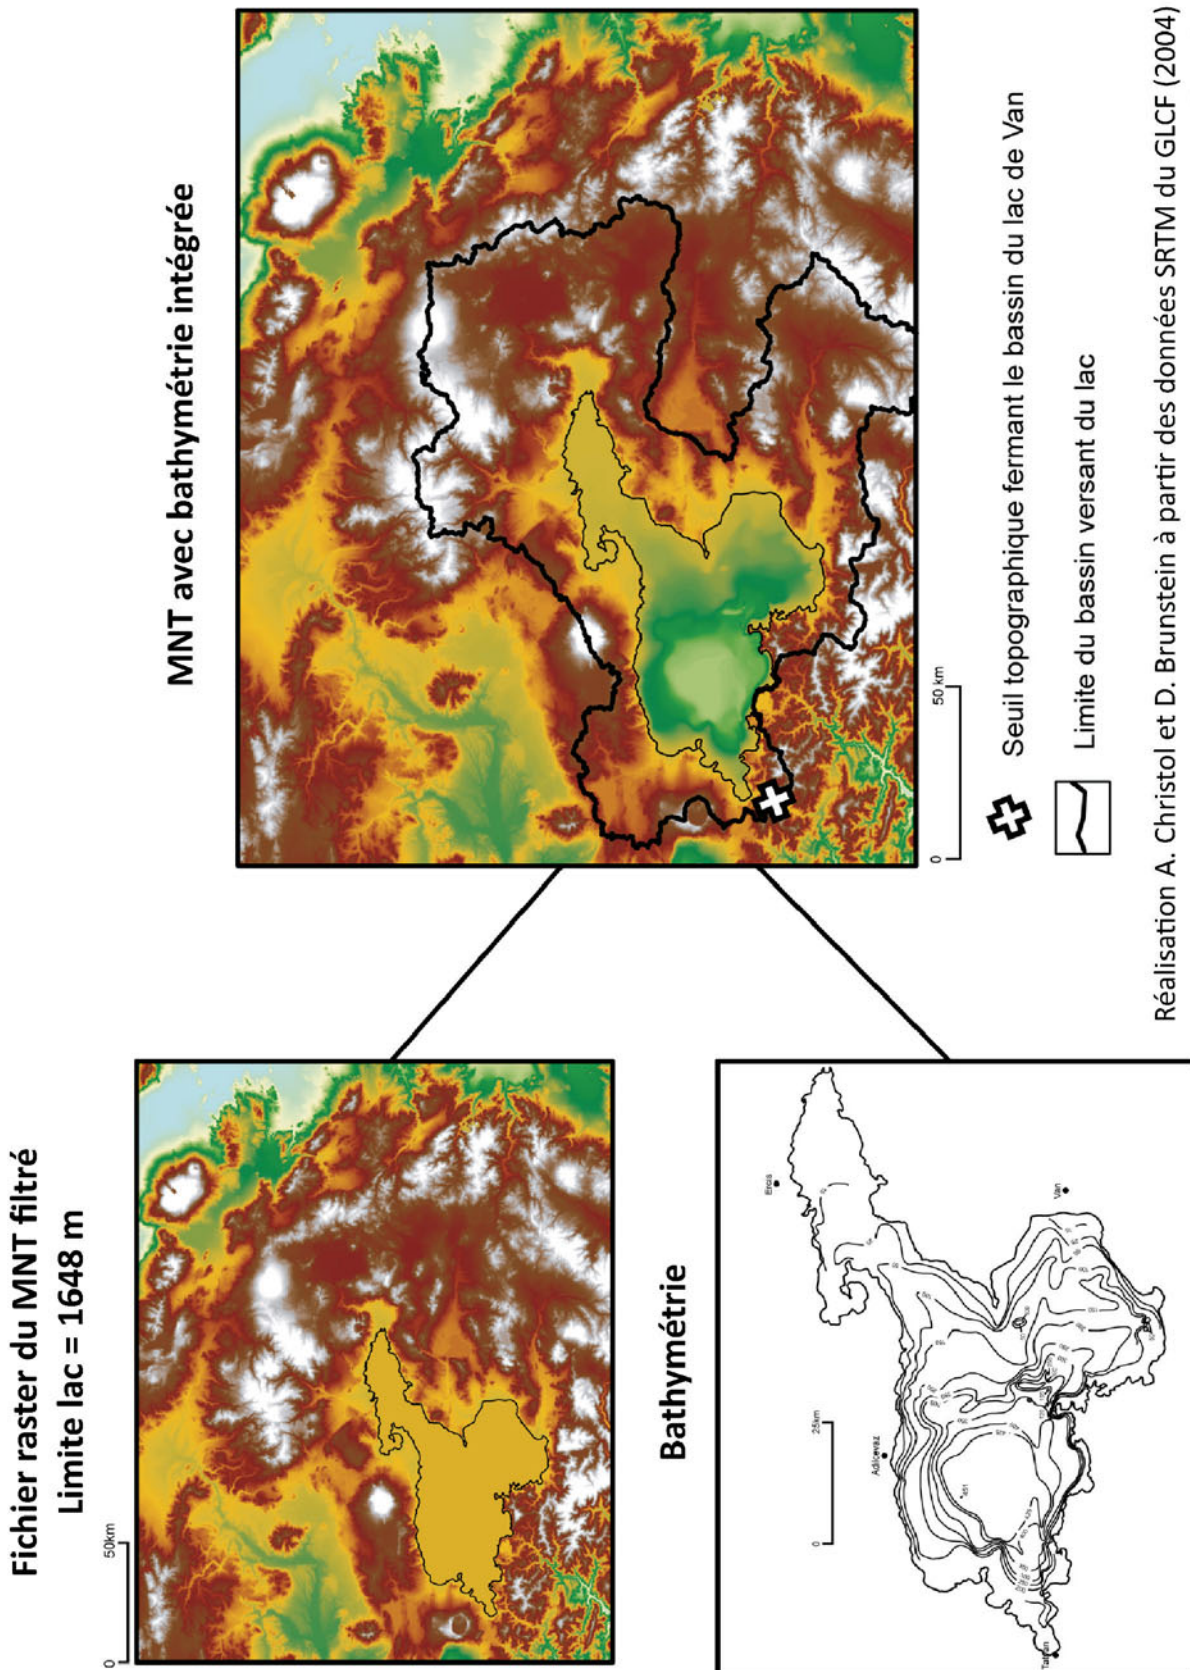 Fichier raster du MNT filtré
Limite lac = 1648 m
0
50km
Bathymétrie
0
25km
Ercis
Adilcevaz
Van
Tatvan
451
MNT avec bathymétrie intégrée
0
50 km
Seuil topographique fermant le bassin du lac de Van
Limite du bassin versant du lac
Réalisation A. Christol et D. Brunstein à partir des données SRTM du GLCF (2004)